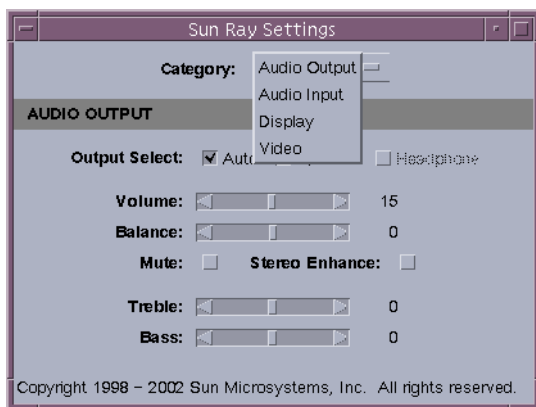 Sun Ray Settings
Category: Audio Output
Audio Input
Display
Video
AUDIO OUTPUT
Output Select: Auto Headphone
Volume: 15
Balance: 0
Mute: Stereo Enhance:
Treble: 0
Bass: 0
Copyright 1998 – 2002 Sun Microsystems, Inc. All rights reserved.